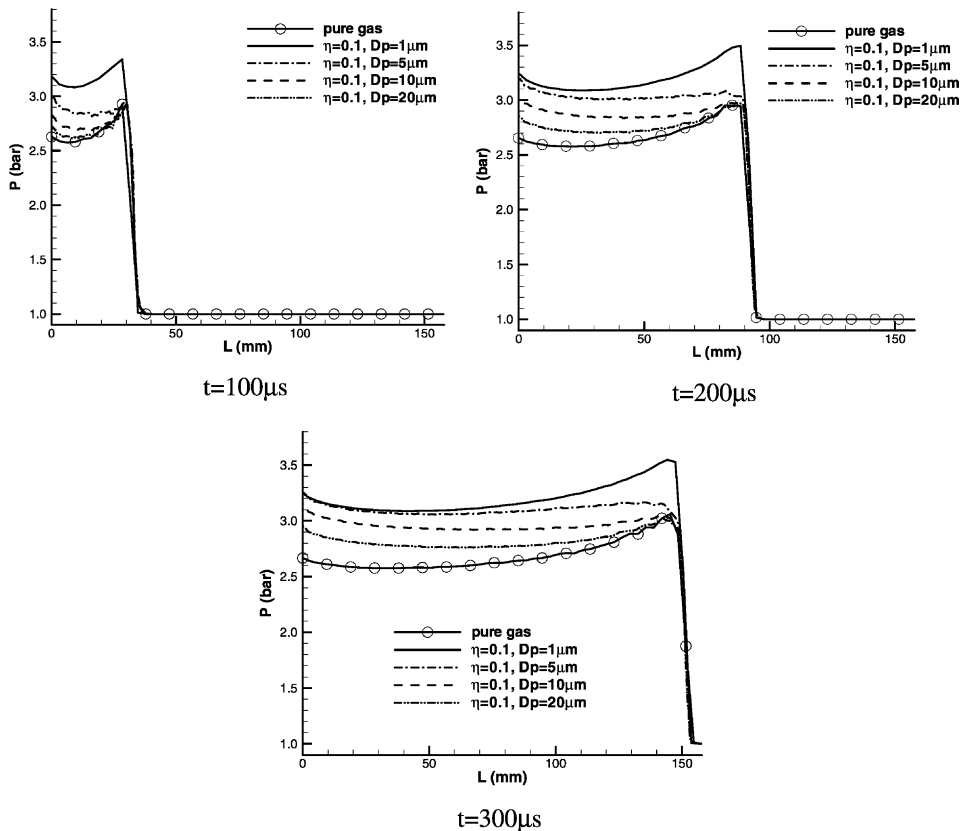 pure gas
η=0.1, Dp=1μm
η=0.1, Dp=5μm
η=0.1, Dp=10μm
η=0.1, Dp=20μm
3.5
3.0
2.5
2.0
1.5
1.0
P (bar)
0 50 100 150
L (mm)
t=100μs
pure gas
η=0.1, Dp=1μm
η=0.1, Dp=5μm
η=0.1, Dp=10μm
η=0.1, Dp=20μm
3.5
3.0
2.5
2.0
1.5
1.0
P (bar)
0 50 100 150
L (mm)
t=200μs
3.5
3.0
2.5
2.0
1.5
1.0
P (bar)
pure gas
η=0.1, Dp=1μm
η=0.1, Dp=5μm
η=0.1, Dp=10μm
η=0.1, Dp=20μm
0 50 100 150
L (mm)
t=300μs